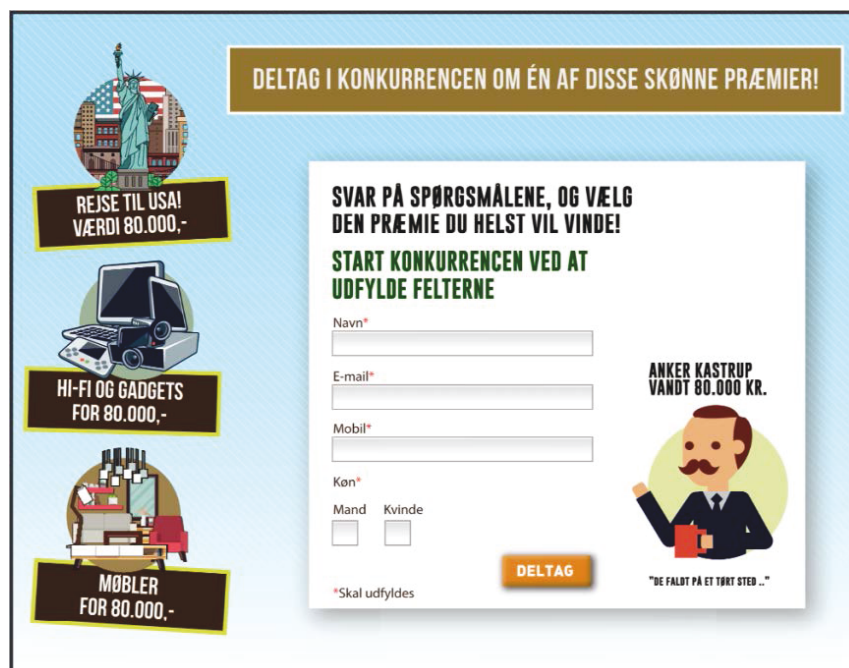 DELTAG I KONKURRENCEN OM ÉN AF DISSE SKØNNE PRÆMIER!
REJSE TIL USA!
VÆRDI 80.000,-
HI-FI OG GADGETS
FOR 80.000,-
MØBLER
FOR 80.000,-
SVAR PÅ SPØRGSMÅLENE, OG VÆLG
DEN PRÆMIE DU HELST VIL VINDE!
START KONKURRENCEN VED AT
UDFYLDE FELTERNE
Navn*
E-mail*
Mobil*
Køn*
Mand Kvinde
DELTAG
*Skal udfyldes
ANKER KASTRUP
VANDT 80.000 KR.
"DE FALDT PÅ ET TØRT STED .."